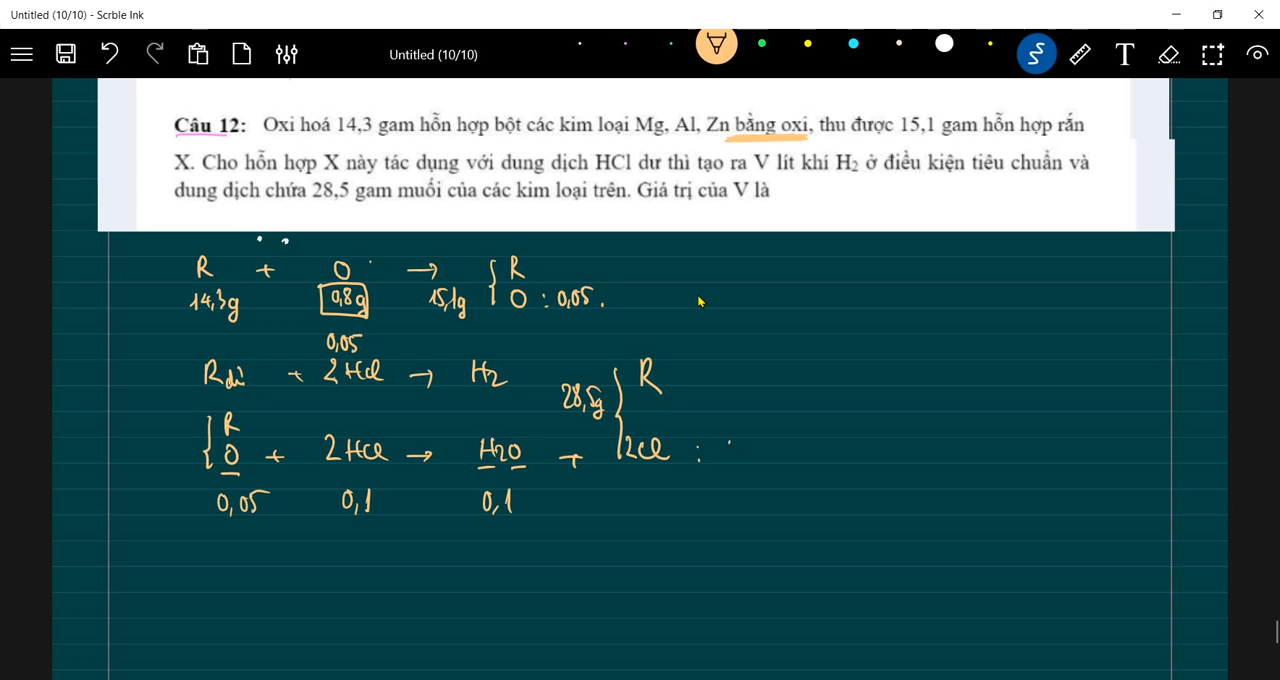 Untitled (10/10) - Scrble Ink
Untitled (10/10)
T
Câu 12: Oxi hoá 14,3 gam hỗn hợp bột các kim loại Mg, Al, Zn bằng oxi, thu được 15,1 gam hỗn hợp rắn
X. Cho hỗn hợp X này tác dụng với dung dịch HCl dư thì tạo ra V lít khí H₂ ở điều kiện tiêu chuẩn và
dung dịch chứa 28,5 gam muối của các kim loại trên. Giá trị của V là
R + O → { R
14,3g 0,8g 15,1g O : 0,05.
0,05
R dư + 2HCl → H2 28,5g { R
{ R
O + 2HCl → H2O + 2Cl :
0,05 0,1 0,1